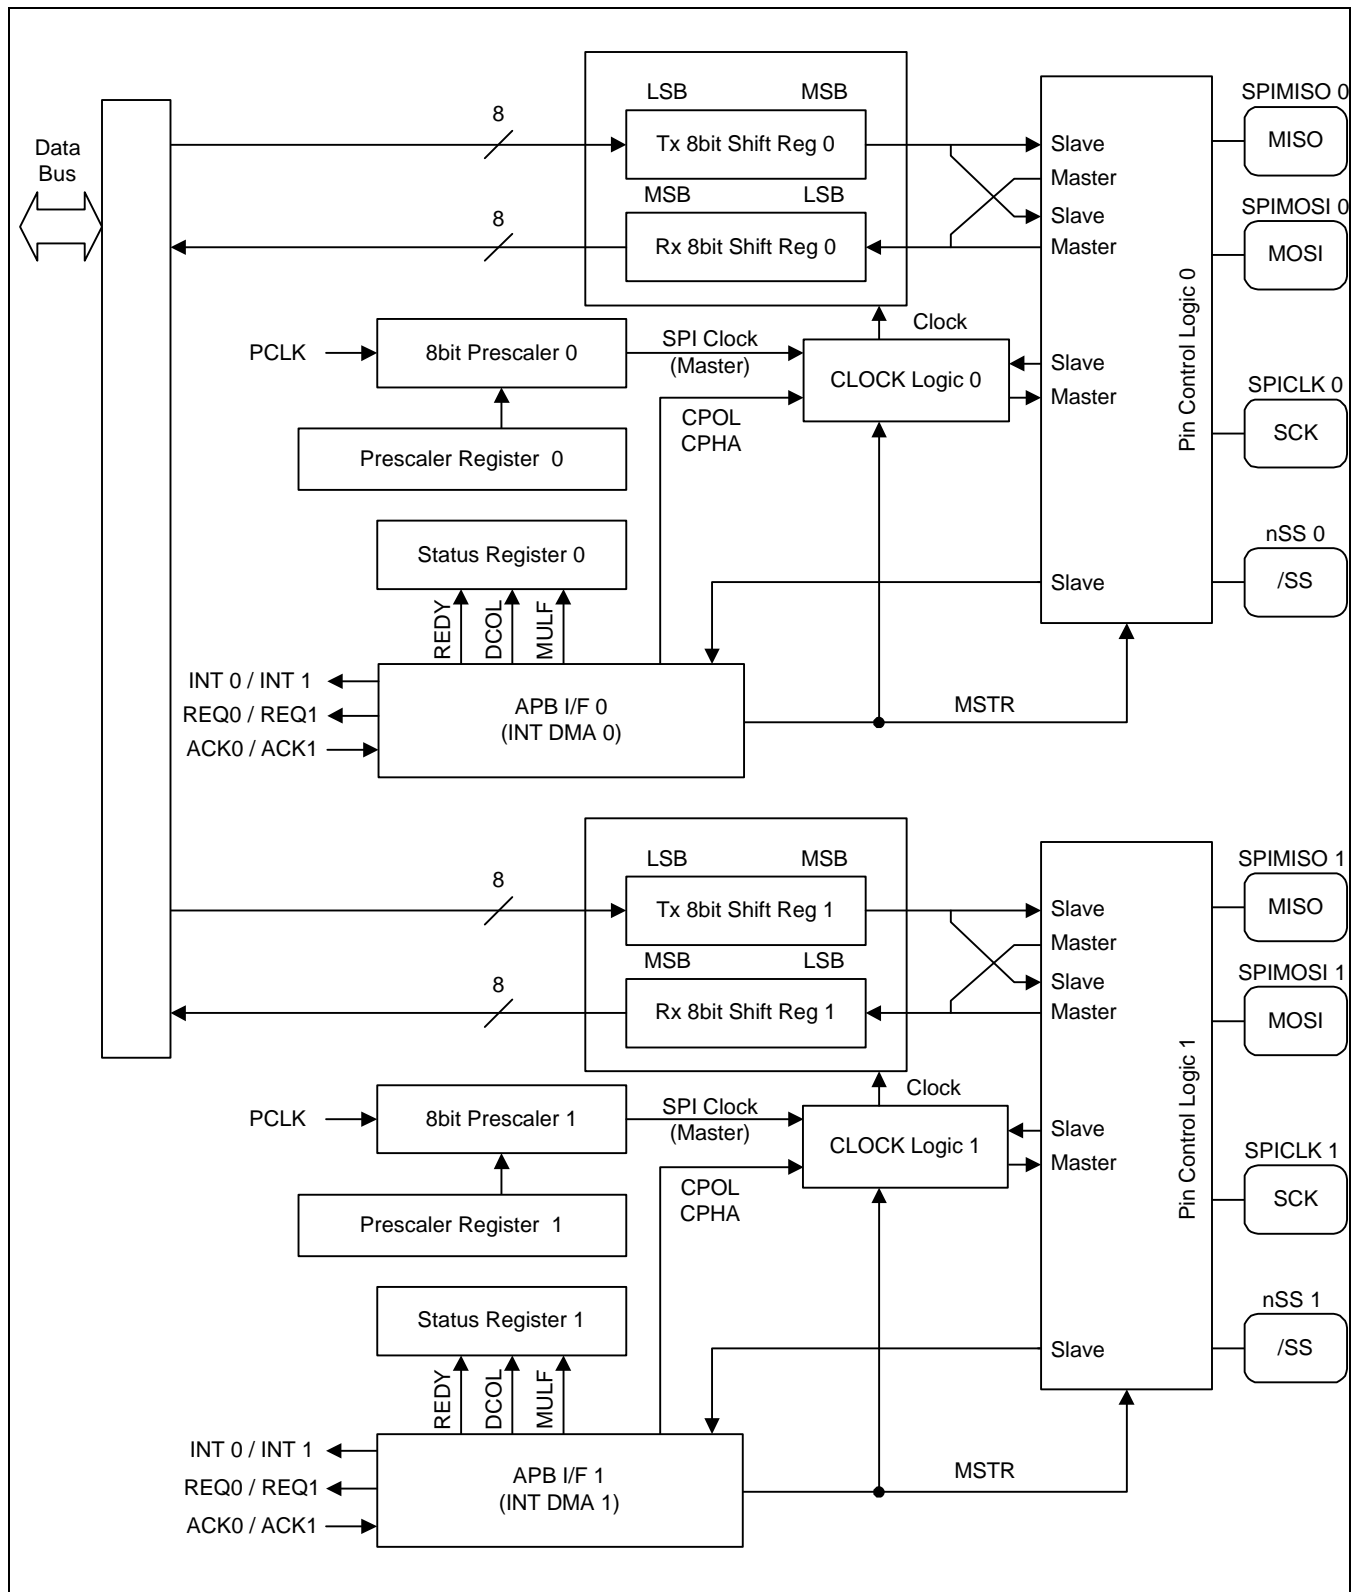 LSB MSB
SPIMISO 0
8
Tx 8bit Shift Reg 0
Slave
MISO
Data
Bus
Master
MSB LSB
SPIMOSI 0
8
Slave
Rx 8bit Shift Reg 0
Master
MOSI
Pin Control Logic 0
Clock
PCLK
8bit Prescaler 0
SPI Clock
(Master)
CLOCK Logic 0
Slave
Master
SPICLK 0
CPOL
CPHA
SCK
Prescaler Register 0
nSS 0
Status Register 0
Slave
/SS
REDY
DCOL
MULF
INT 0 / INT 1
REQ0 / REQ1
ACK0 / ACK1
APB I/F 0
(INT DMA 0)
MSTR
LSB MSB
SPIMISO 1
8
Tx 8bit Shift Reg 1
Slave
MISO
Master
MSB LSB
SPIMOSI 1
8
Slave
Rx 8bit Shift Reg 1
Master
MOSI
Pin Control Logic 1
Clock
PCLK
8bit Prescaler 1
SPI Clock
(Master)
CLOCK Logic 1
Slave
Master
SPICLK 1
CPOL
CPHA
SCK
Prescaler Register 1
nSS 1
Status Register 1
Slave
/SS
REDY
DCOL
MULF
INT 0 / INT 1
REQ0 / REQ1
ACK0 / ACK1
APB I/F 1
(INT DMA 1)
MSTR